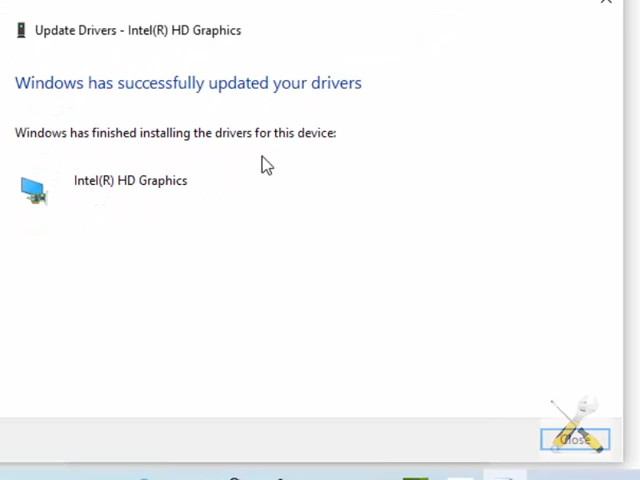 Update Drivers - Intel(R) HD Graphics
Windows has successfully updated your drivers
Windows has finished installing the drivers for this device:
Intel(R) HD Graphics
Close